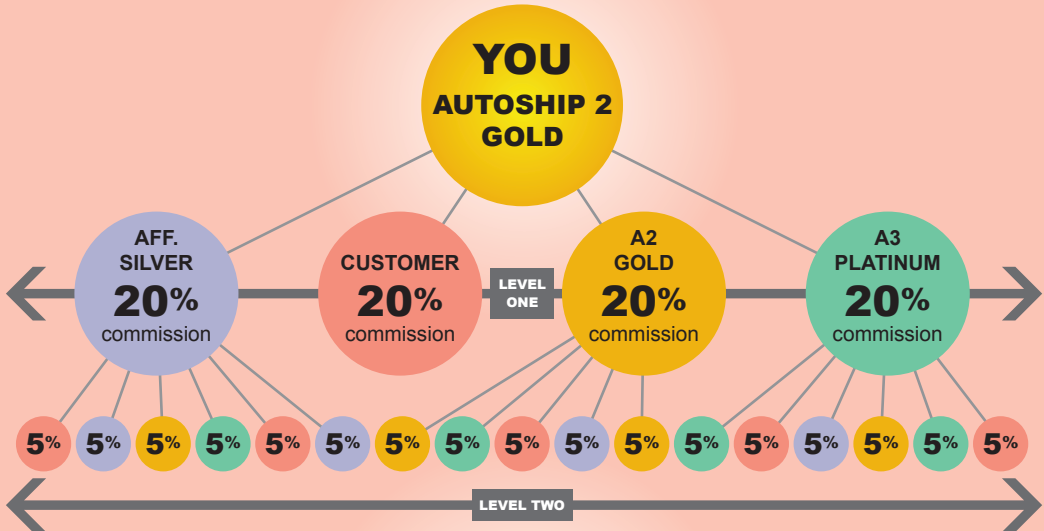 YOU
AUTOSHIP 2
GOLD
AFF.
SILVER
20%
commission
CUSTOMER
20%
commission
LEVEL
ONE
A2
GOLD
20%
commission
A3
PLATINUM
20%
commission
5% 5% 5% 5% 5% 5% 5% 5% 5% 5% 5% 5% 5% 5% 5% 5% 5%
LEVEL TWO